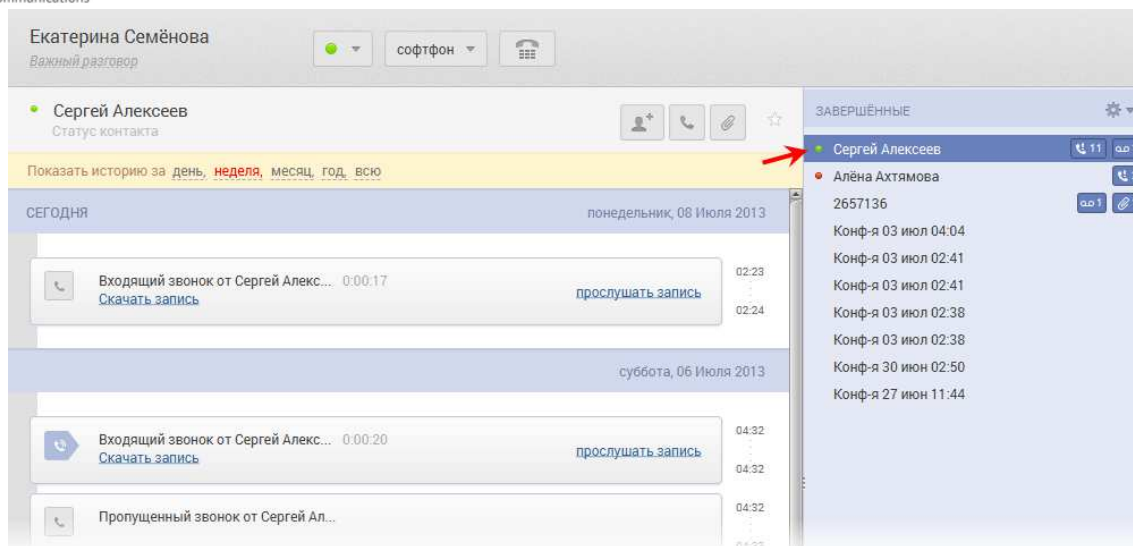 Екатерина Семёнова
Важный разговор
софтфон
Сергей Алексеев
Статус контакта
Показать историю за день, неделя, месяц, год, всю
СЕГОДНЯ
понедельник, 08 Июля 2013
Входящий звонок от Сергей Алекс... 0:00:17
Скачать запись
прослушать запись
02:23
02:24
суббота, 06 Июля 2013
Входящий звонок от Сергей Алекс... 0:00:20
Скачать запись
прослушать запись
04:32
04:32
Пропущенный звонок от Сергей Ал...
04:32
ЗАВЕРШЁННЫЕ
Сергей Алексеев 11
Алёна Ахтямова
2657136 1
Конф-я 03 июл 04:04
Конф-я 03 июл 02:41
Конф-я 03 июл 02:41
Конф-я 03 июл 02:38
Конф-я 03 июл 02:38
Конф-я 30 июн 02:50
Конф-я 27 июн 11:44